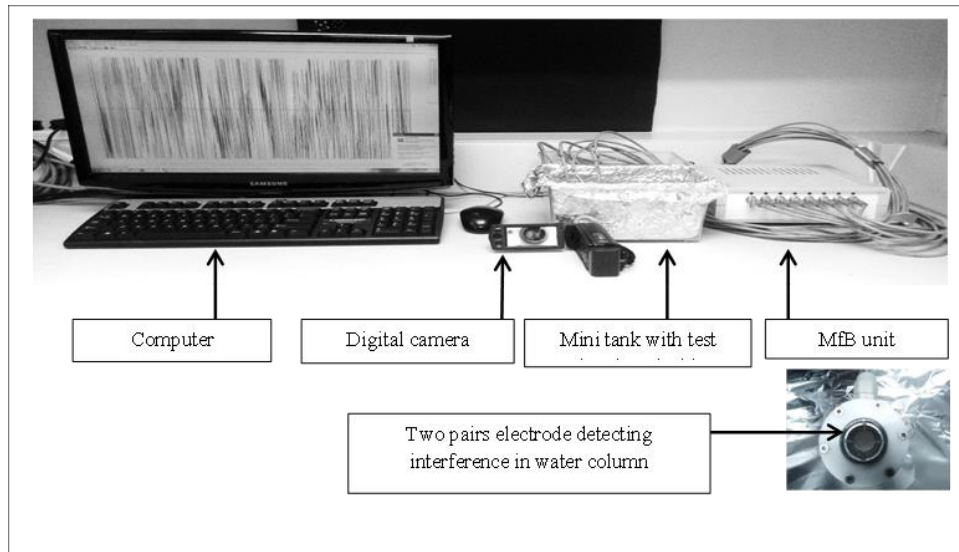 SAMSUNG
Computer
Digital camera
Mini tank with test
MfB unit
Two pairs electrode detecting
interference in water column